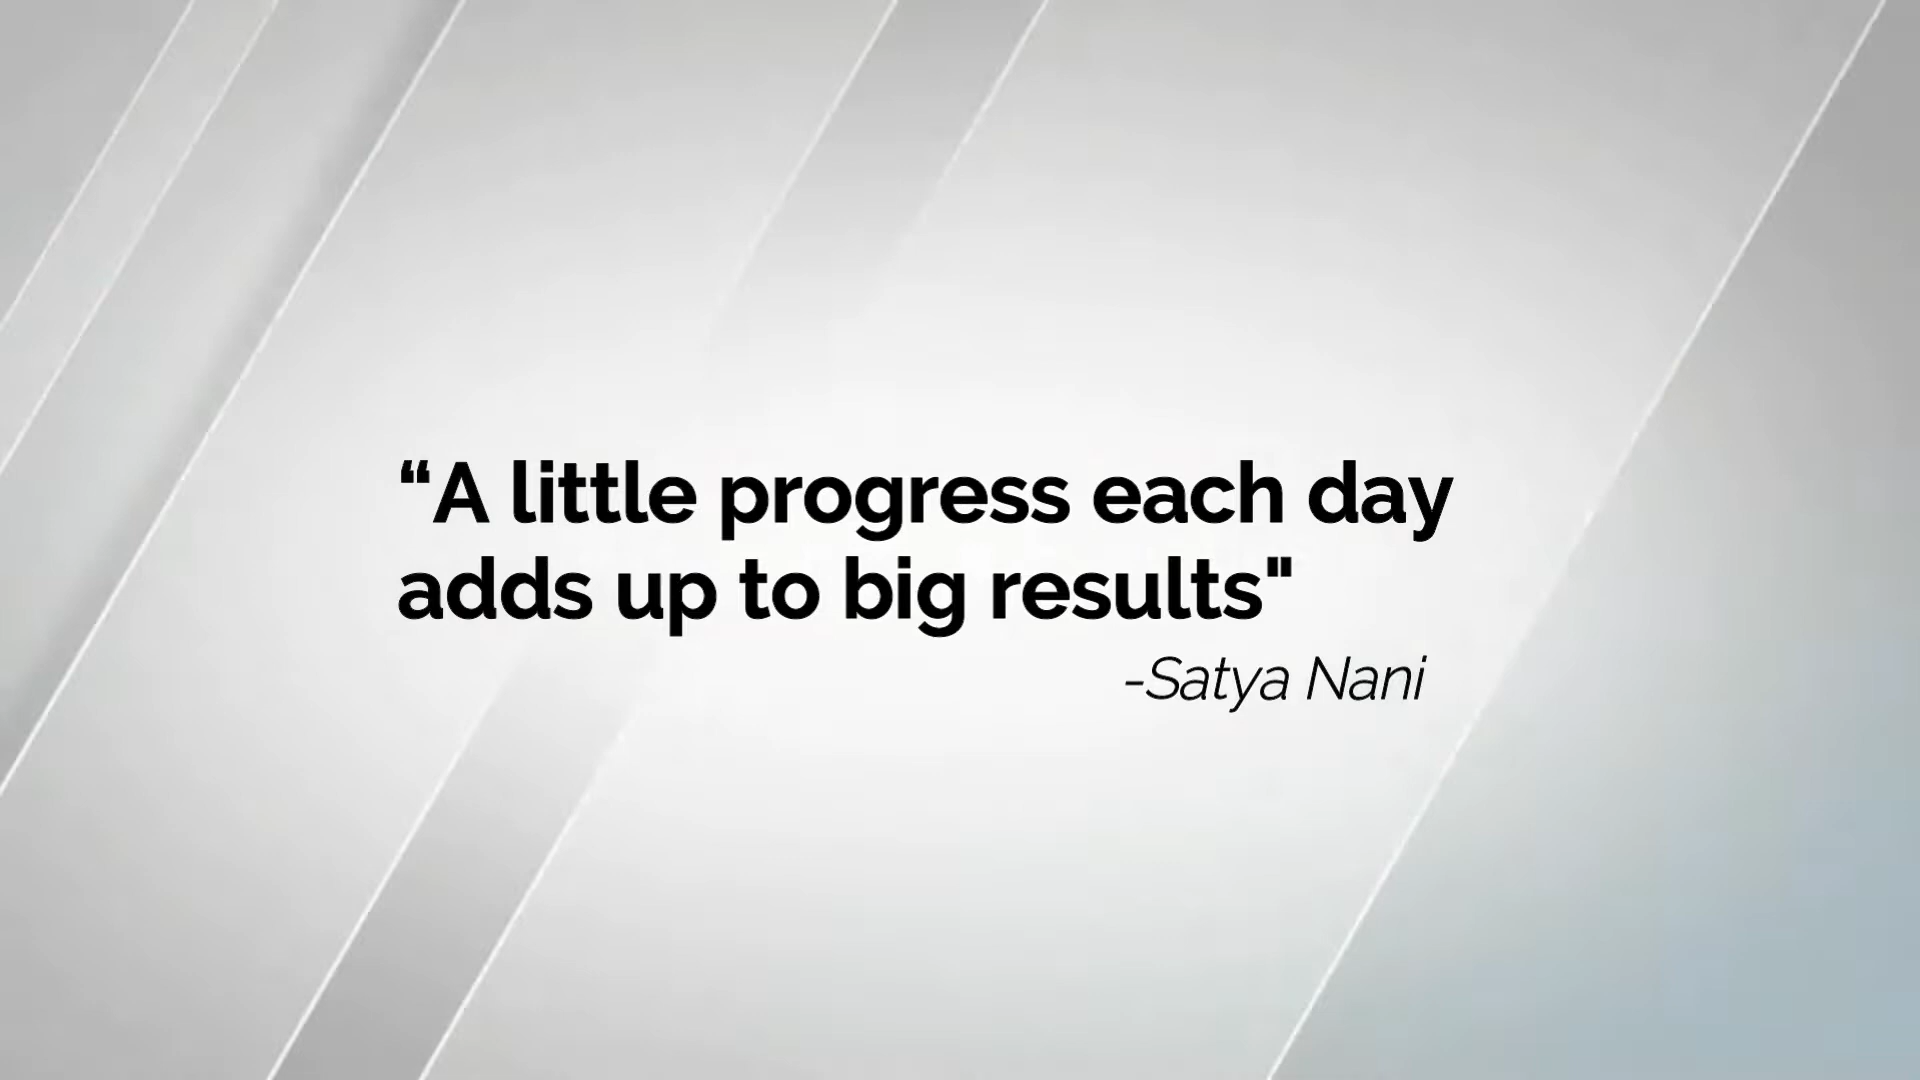 “A little progress each day
adds up to big results"
-Satya Nani